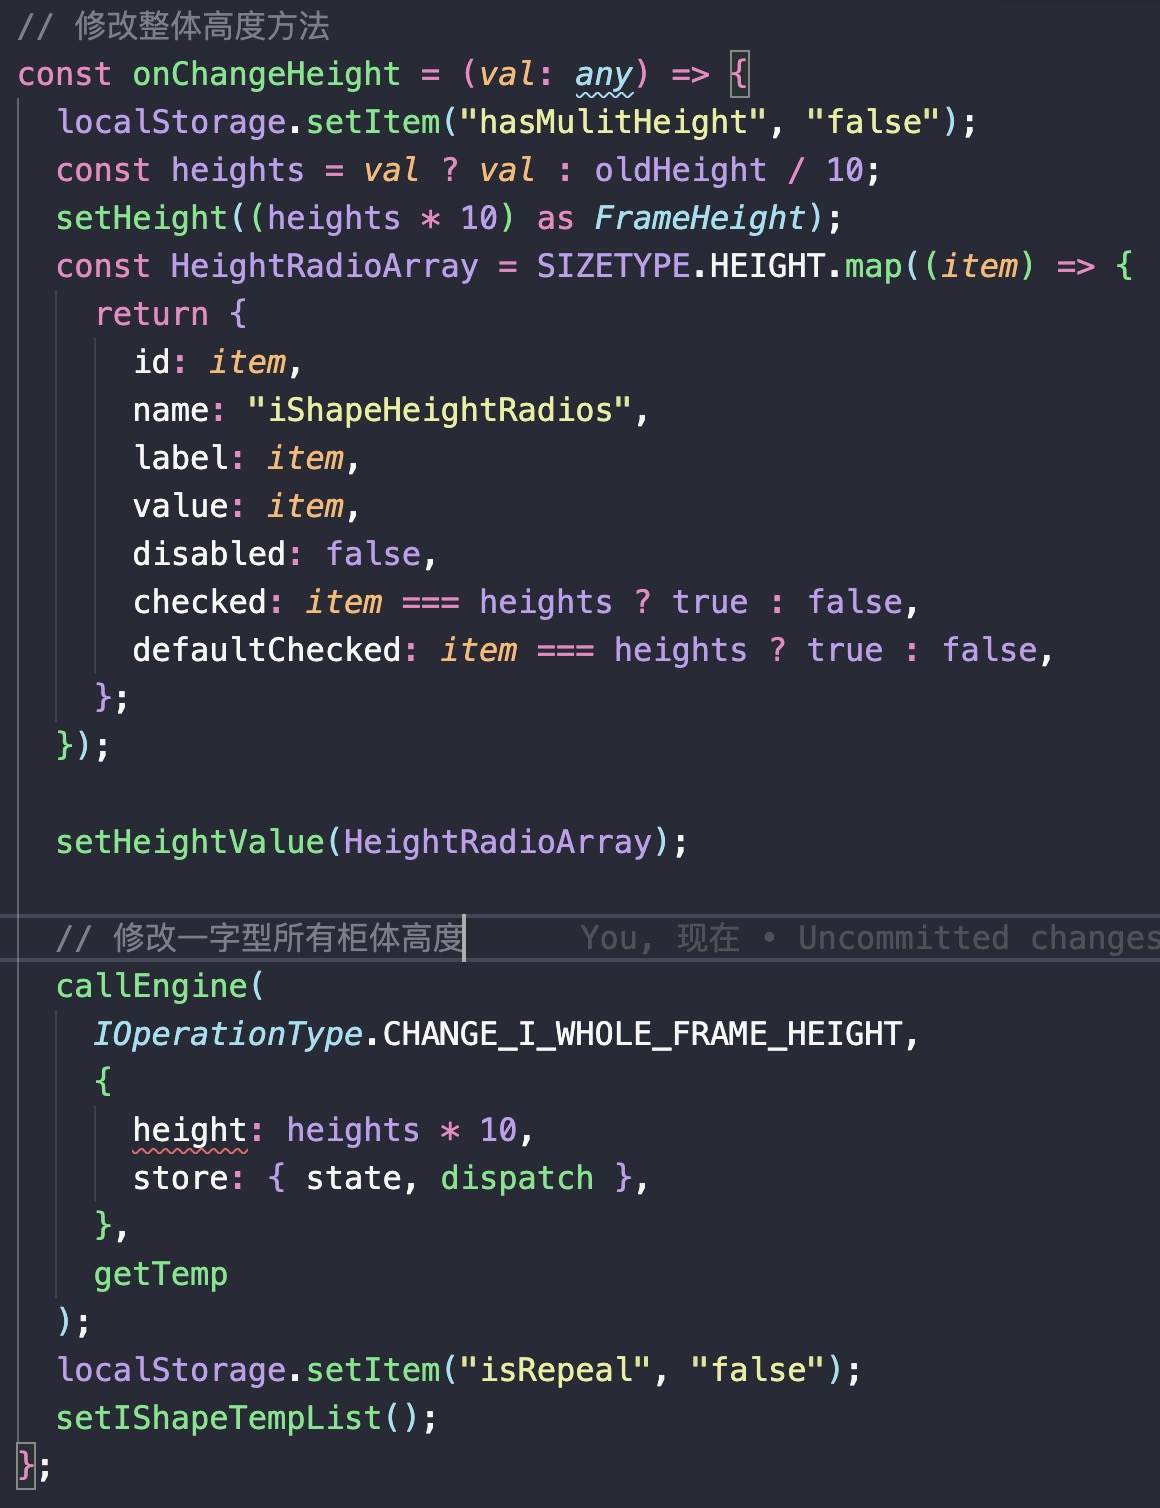 // 修改整体高度方法
const onChangeHeight = (val: any) => {
  localStorage.setItem("hasMulitHeight", "false");
  const heights = val ? val : oldHeight / 10;
  setHeight((heights * 10) as FrameHeight);
  const HeightRadioArray = SIZETYPE.HEIGHT.map((item) => {
    return {
      id: item,
      name: "iShapeHeightRadios",
      label: item,
      value: item,
      disabled: false,
      checked: item === heights ? true : false,
      defaultChecked: item === heights ? true : false,
    };
  });
  setHeightValue(HeightRadioArray);
  // 修改一字型所有柜体高度 You, 现在 • Uncommitted changes
  callEngine(
    IOperationType.CHANGE_I_WHOLE_FRAME_HEIGHT,
    {
      height: heights * 10,
      store: { state, dispatch },
    },
    getTemp
  );
  localStorage.setItem("isRepeal", "false");
  setIShapeTempList();
};